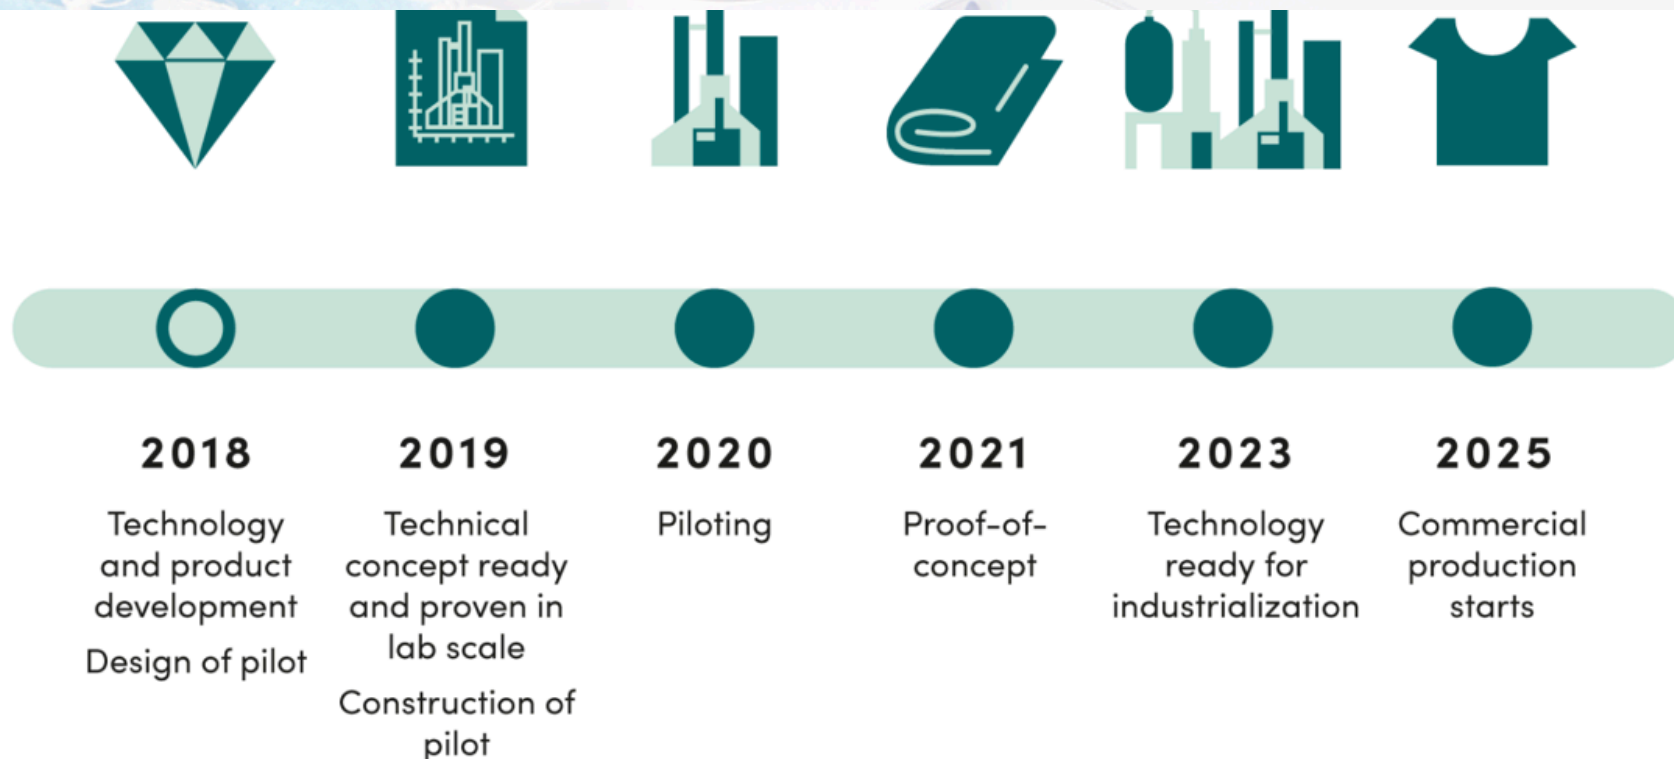 2018
Technology
and product
development
Design of pilot
2019
Technical
concept ready
and proven in
lab scale
Construction of
pilot
2020
Piloting
2021
Proof-of-
concept
2023
Technology
ready for
industrialization
2025
Commercial
production
starts